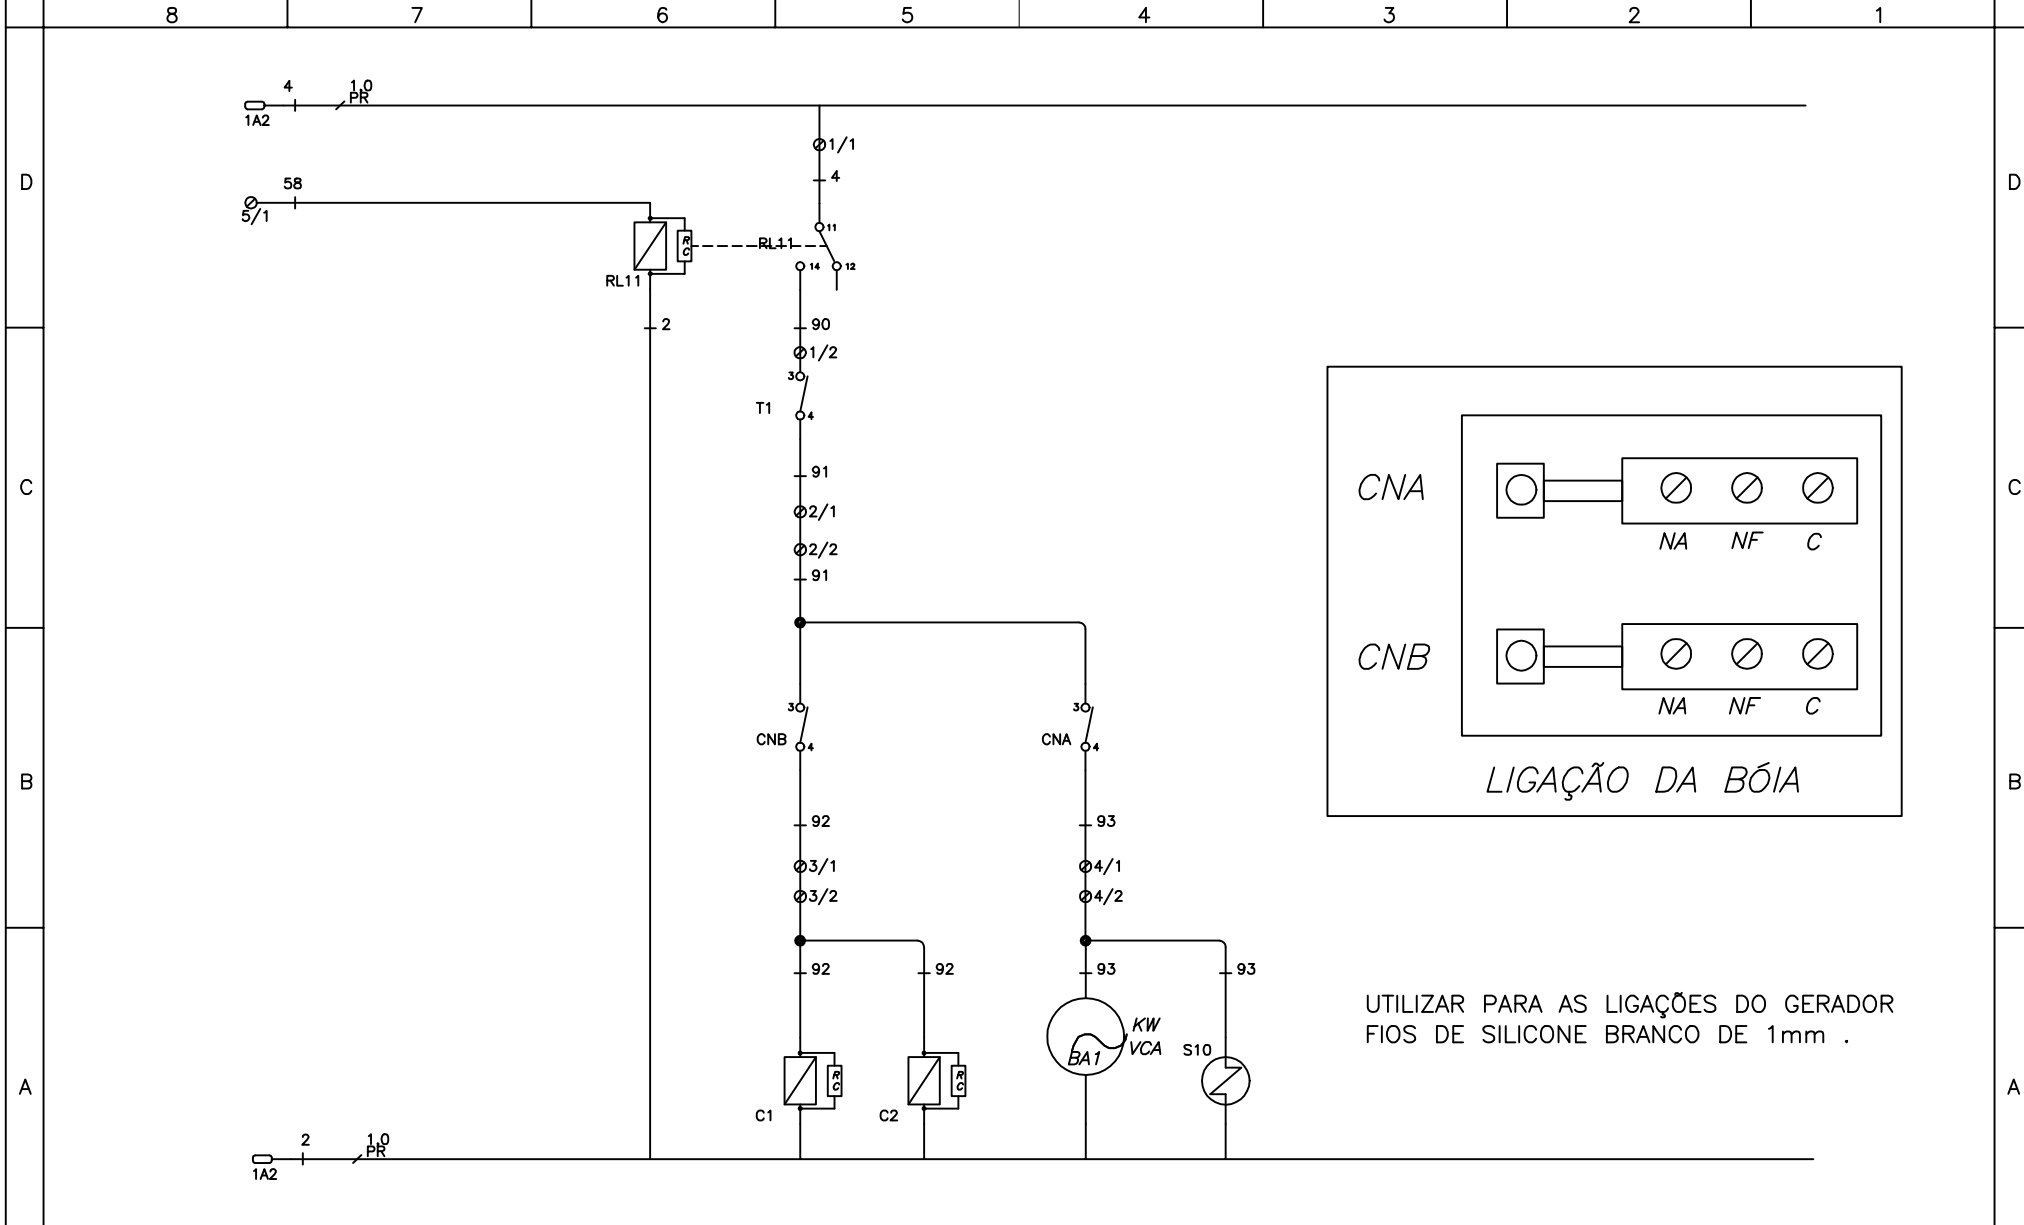 8 7 6 5 4 3 2 1
4 1,0
PR
1A2
1/1
D 4 D
58
5/1
11
RL11 R C
14 12
RL11
2 90
1/2
3
T1 4
91
C CNA C
2/1
NA NF C
2/2
91
CNB
3 3 NA NF C
CNB 4 CNA 4
B LIGAÇÃO DA BÓIA B
92 93
3/1 4/1
3/2 4/2
92 92 93 93
UTILIZAR PARA AS LIGAÇÕES DO GERADOR
FIOS DE SILICONE BRANCO DE 1mm .
KW
VCA
BA1 S10
R C R C
A A
C1 C2
2 1,0
PR
1A2